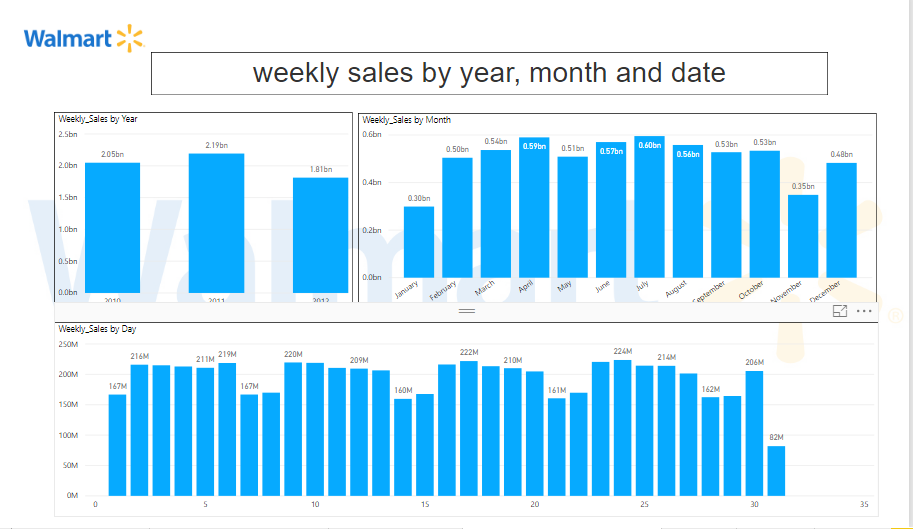 Walmart
weekly sales by year, month and date
Weekly_Sales by Year
2.5bn
2.0bn
1.5bn
1.0bn
0.5bn
0.0bn
2.05bn
2.19bn
1.81bn
2010
2011
2012
Weekly_Sales by Month
0.6bn
0.4bn
0.2bn
0.0bn
0.30bn
0.50bn
0.54bn
0.59bn
0.51bn
0.57bn
0.60bn
0.56bn
0.53bn
0.53bn
0.35bn
0.48bn
January
February
March
April
May
June
July
August
September
October
November
December
Weekly_Sales by Day
250M
200M
150M
100M
50M
0M
167M
216M
211M
219M
167M
220M
209M
160M
222M
210M
161M
224M
214M
162M
206M
82M
0
5
10
15
20
25
30
35
Walmart
®